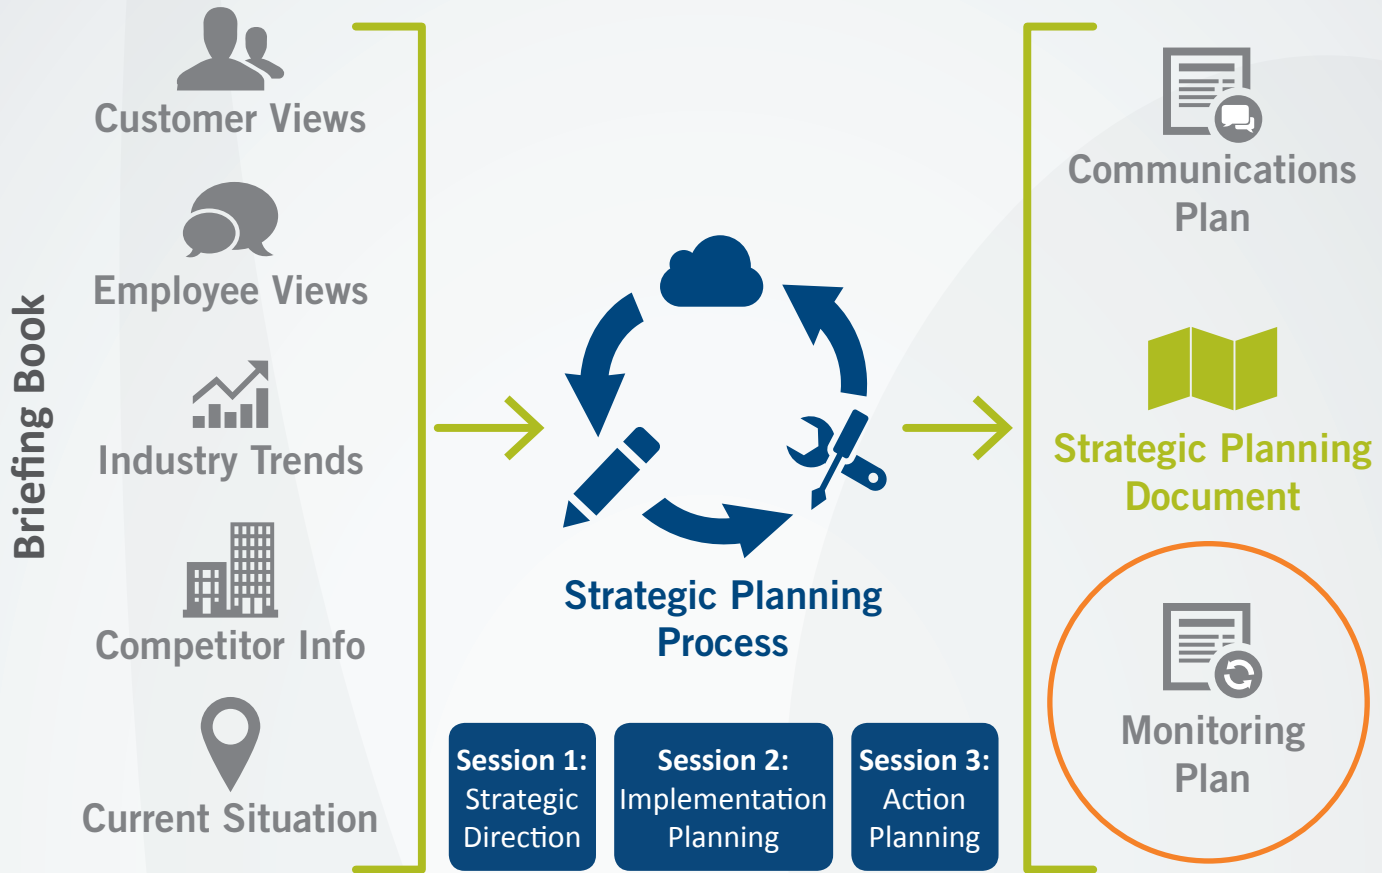 Briefing Book
Customer Views
Employee Views
Industry Trends
Competitor Info
Current Situation
Strategic Planning
Process
Session 1:
Strategic
Direction
Session 2:
Implementation
Planning
Session 3:
Action
Planning
Communications
Plan
Strategic Planning
Document
Monitoring
Plan